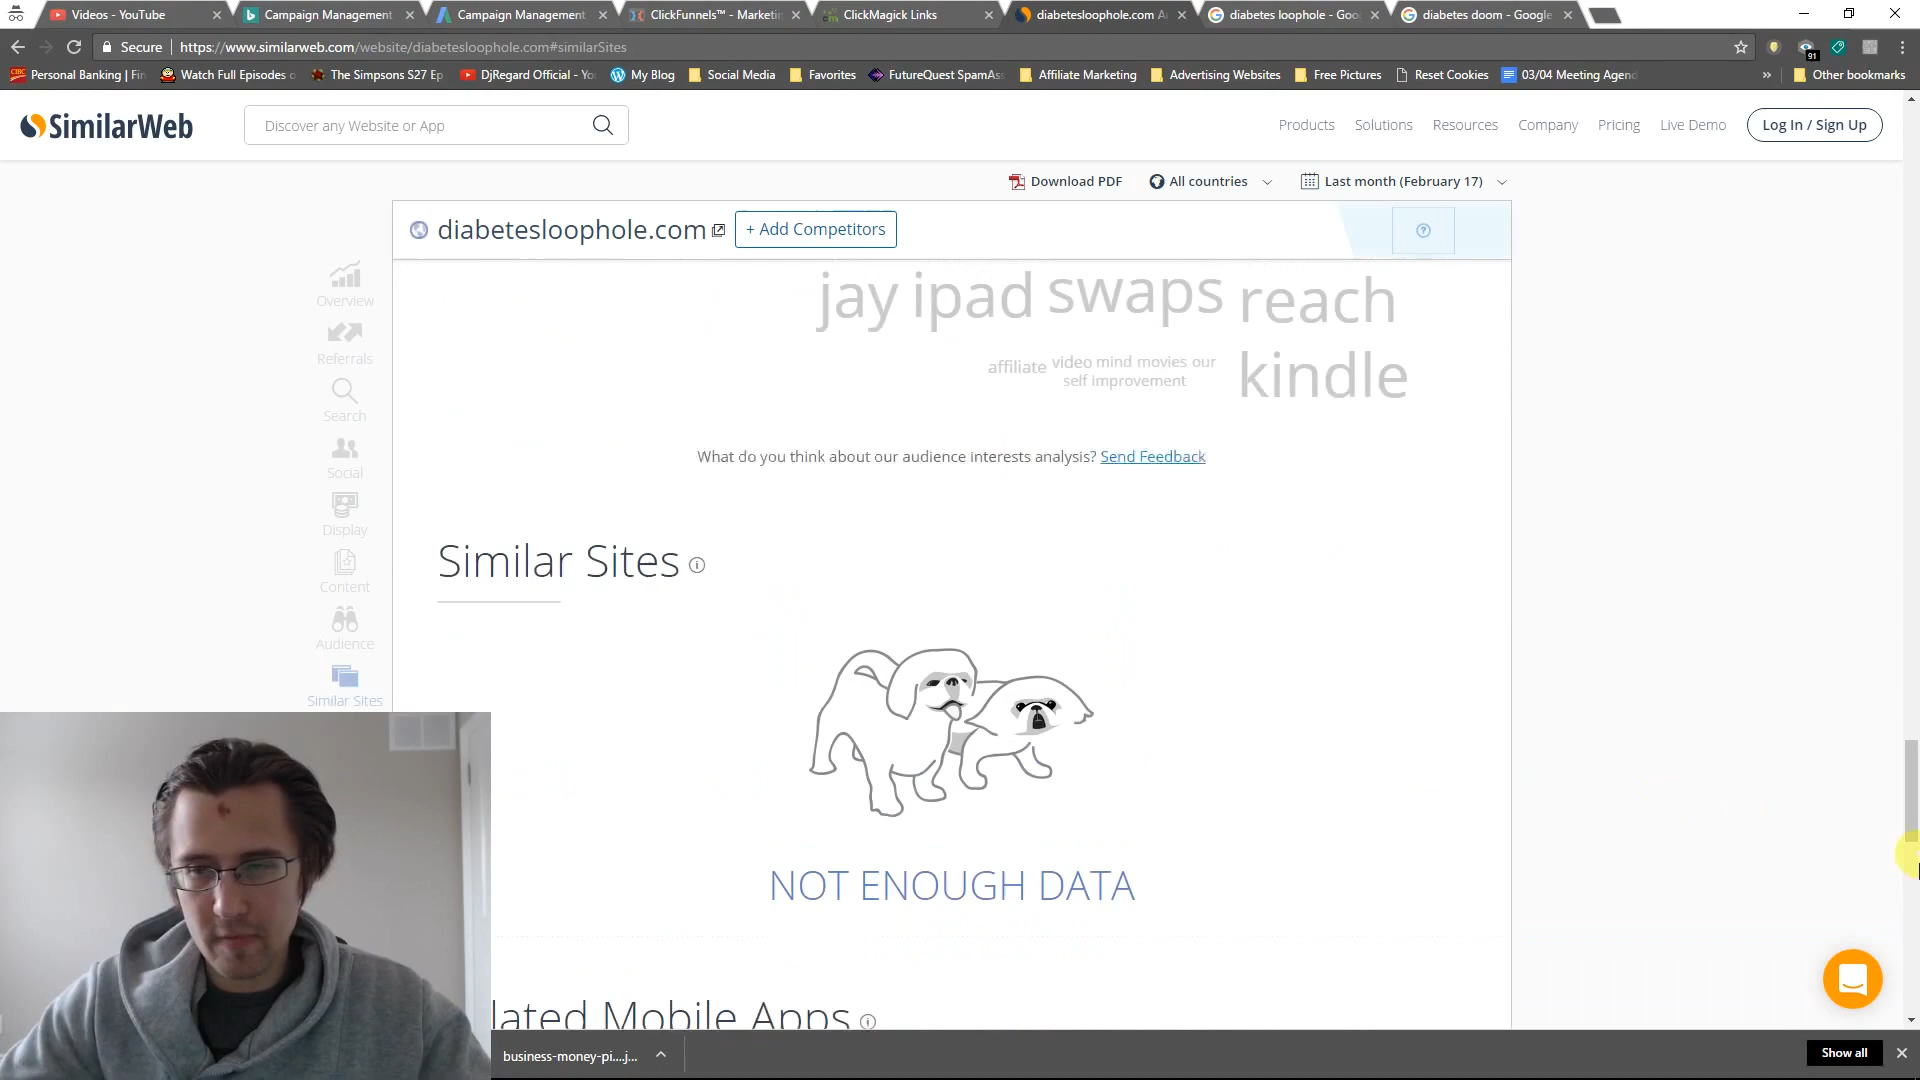 Videos - YouTube
Campaign Management
Campaign Management
ClickFunnels™ - Marketin
ClickMagick Links
diabetesloophole.com A
diabetes loophole - Goo
diabetes doom - Google
Secure
https://www.similarweb.com/website/diabetesloophole.com#similarSites
91
CIBC
Personal Banking | Fin
Watch Full Episodes o
The Simpsons S27 Ep
DjRegard Official - Yo
My Blog
Social Media
Favorites
FutureQuest SpamAss
Affiliate Marketing
Advertising Websites
Free Pictures
Reset Cookies
03/04 Meeting Agend
»
Other bookmarks
SimilarWeb
Discover any Website or App
Products
Solutions
Resources
Company
Pricing
Live Demo
Log In / Sign Up
Download PDF
All countries
Last month (February 17)
diabetesloophole.com
+ Add Competitors
Overview
Referrals
Search
Social
Display
Content
Audience
Similar Sites
jay ipad swaps reach
affiliate video mind movies our
self improvement
kindle
What do you think about our audience interests analysis? Send Feedback
Similar Sites
NOT ENOUGH DATA
lated Mobile Apps
business-money-pi....j...
Show all